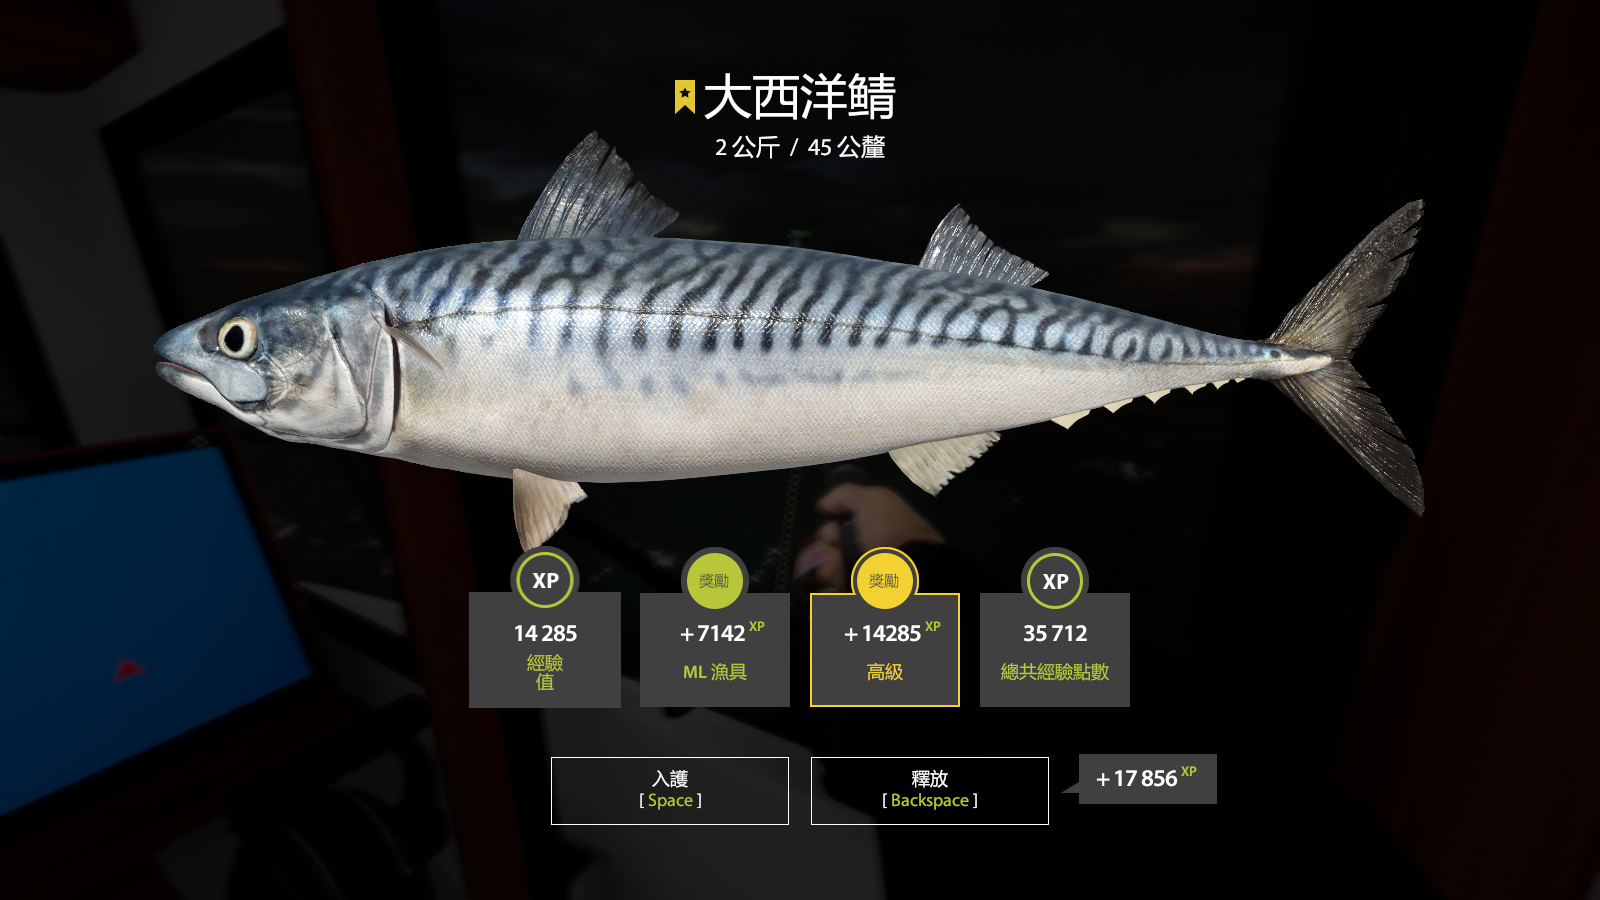 大西洋鯖
2 公斤 / 45 公釐
XP
14 285
經驗
值
獎勵
+ 7142 XP
ML 漁具
獎勵
+ 14285 XP
高級
XP
35 712
總共經驗點數
入護
[ Space ]
釋放
[ Backspace ]
+ 17 856 XP